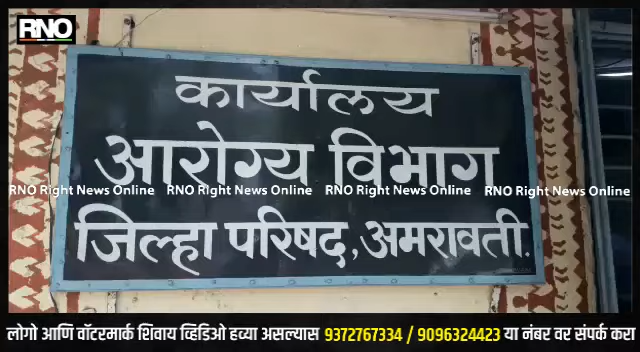 RNO
कार्यालय
आरोग्य विभाग
RNO Right News Online RNO Right News Online RNO Right News Online RNO Right News Online
जिल्हा परिषद, अमरावती.
लोगो आणि वॉटरमार्क शिवाय व्हिडिओ हव्या असल्यास 9372767334 / 9096324423 या नंबर वर संपर्क करा